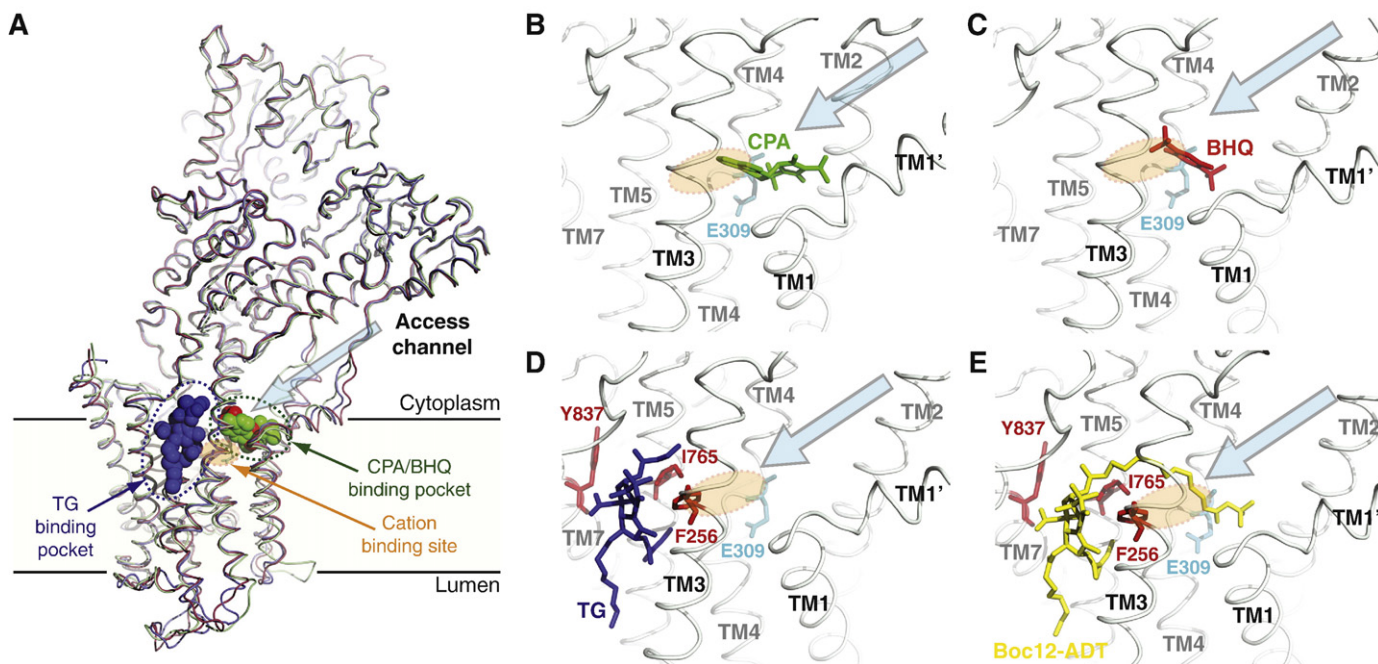 A
Access
channel
Cytoplasm
CPA/BHQ
binding pocket
TG
binding
pocket
Cation
binding site
Lumen
B
TM4
TM2
CPA
TM1'
TM5
E309
TM7
TM3
TM1
TM4
C
TM4
TM2
BHQ
TM1'
TM5
E309
TM7
TM3
TM1
TM4
D
TM4
TM5
TM2
Y837
I765
TM1'
F256
TM7
E309
TM3
TM1
TG
TM4
E
TM4
TM5
TM2
Y837
I765
TM1'
F256
TM7
E309
TM3
TM1
Boc12-ADT
TM4